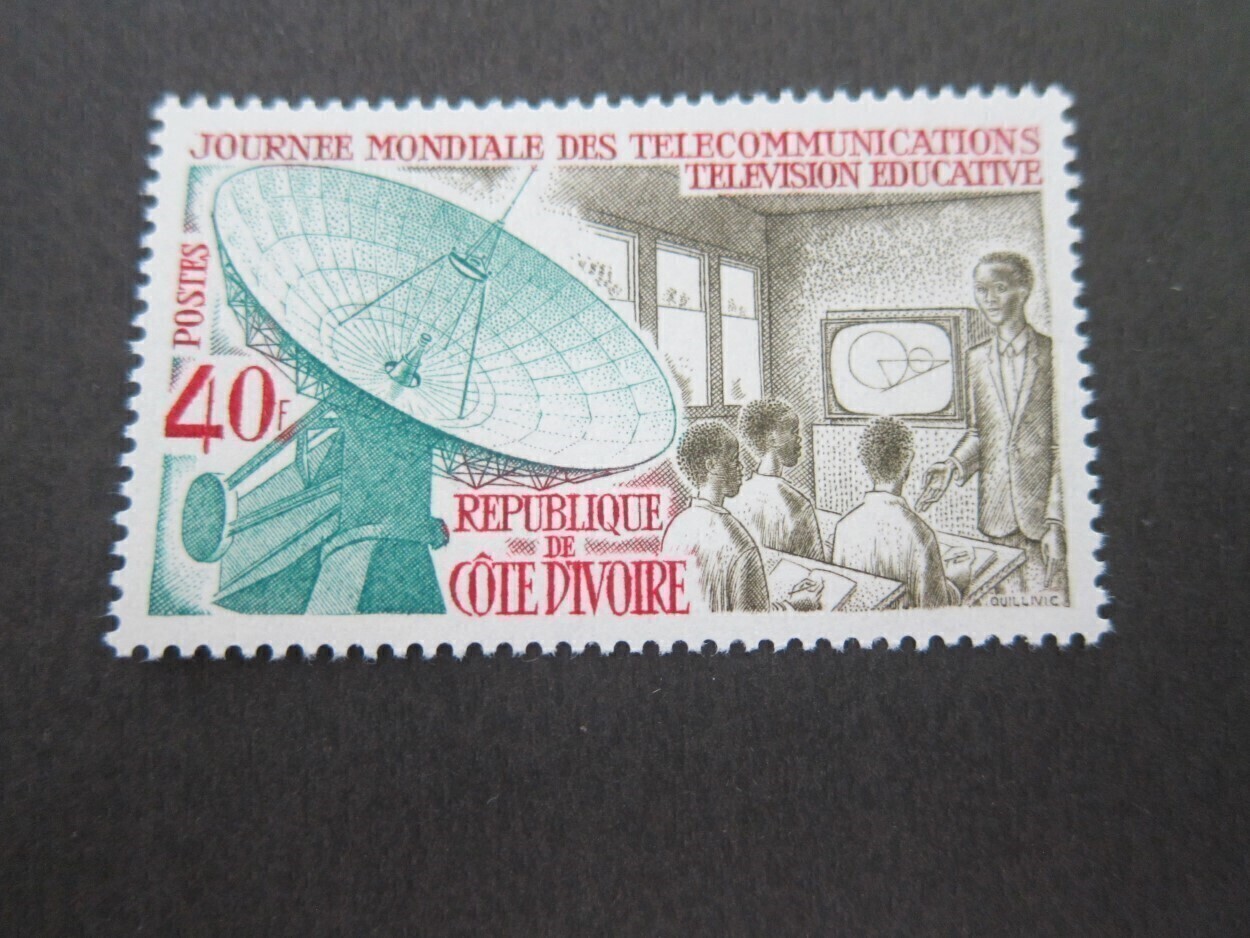 JOURNEE MONDIALE DES TELECOMMUNICATIONS
TELEVISION EDUCATIVE
POSTES
40F
REPUBLIQUE
DE
CÔTE D'IVOIRE
QUILLIVIC